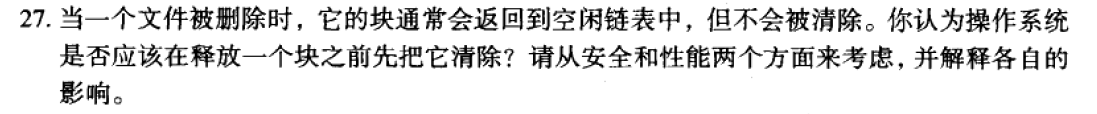 27. 当一个文件被删除时，它的块通常会返回到空闲链表中，但不会被清除。你认为操作系统
是否应该在释放一个块之前先把它清除？请从安全和性能两个方面来考虑，并解释各自的
影响。